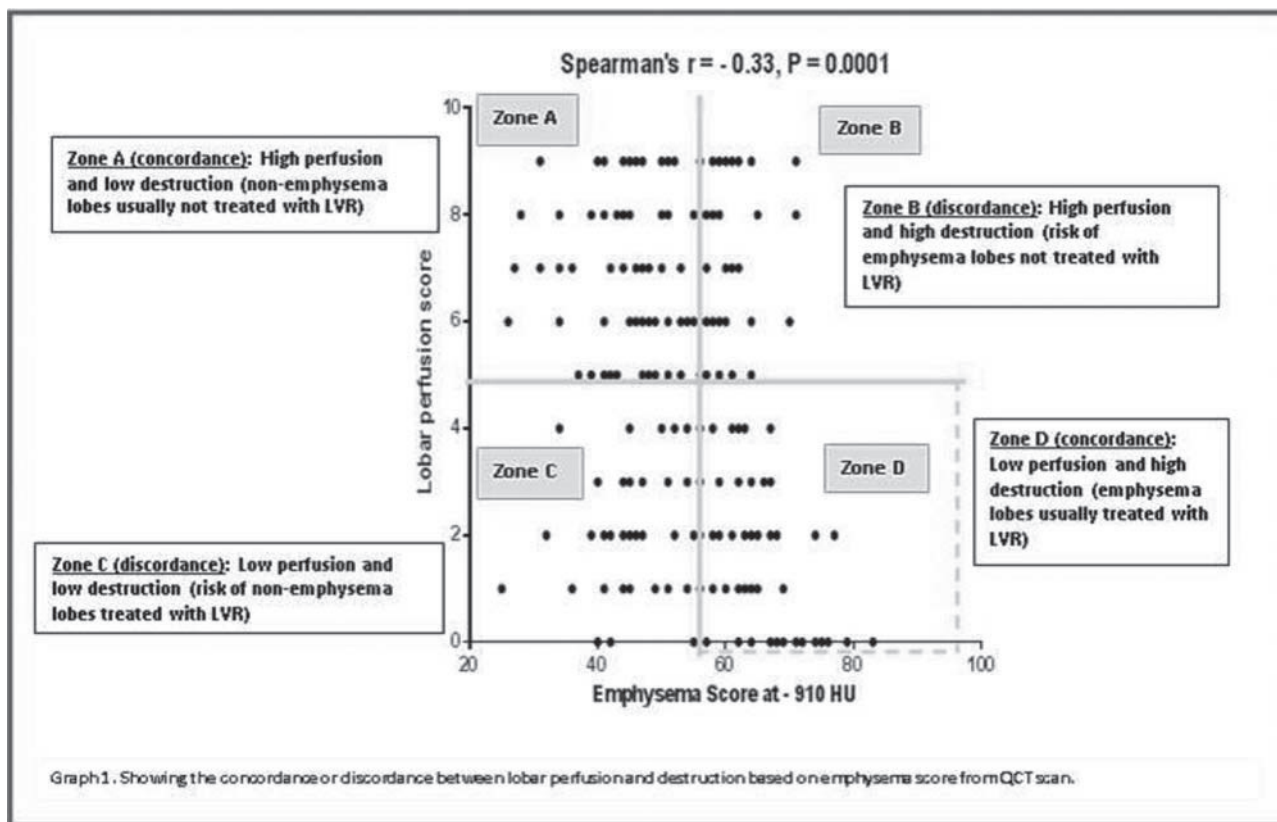 Spearman's r = - 0.33, P = 0.0001
Zone A
Zone B
Zone A (concordance): High perfusion
and low destruction (non-emphysema
lobes usually not treated with LVR)
Zone B (discordance): High perfusion
and high destruction (risk of
emphysema lobes not treated with
LVR)
Lobar perfusion score
10
8
6
4
2
0
Zone C
Zone D
Zone D (concordance):
Low perfusion and high
destruction (emphysema
lobes usually treated with
LVR)
Zone C (discordance): Low perfusion and
low destruction (risk of non-emphysema
lobes treated with LVR)
20 40 60 80 100
Emphysema Score at - 910 HU
Graph 1. Showing the concordance or discordance between lobar perfusion and destruction based on emphysema score from QCT scan.